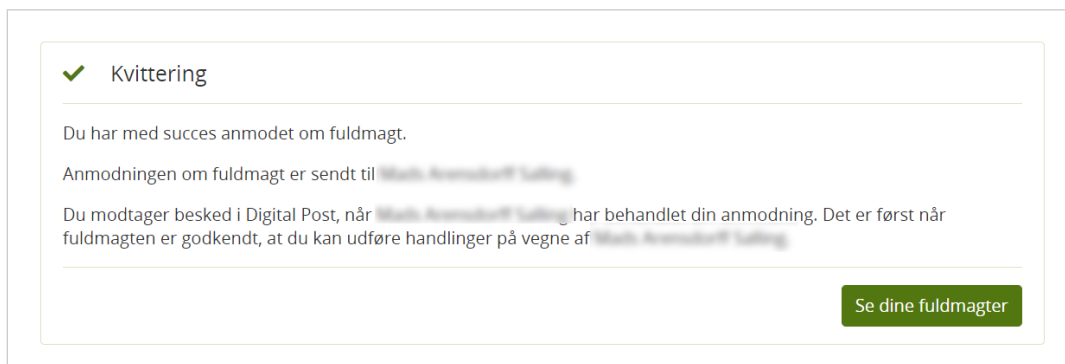 Kvittering
Du har med succes anmodet om fuldmagt.
Anmodningen om fuldmagt er sendt til
Du modtager besked i Digital Post, når har behandlet din anmodning. Det er først når
fuldmagten er godkendt, at du kan udføre handlinger på vegne af
Se dine fuldmagter